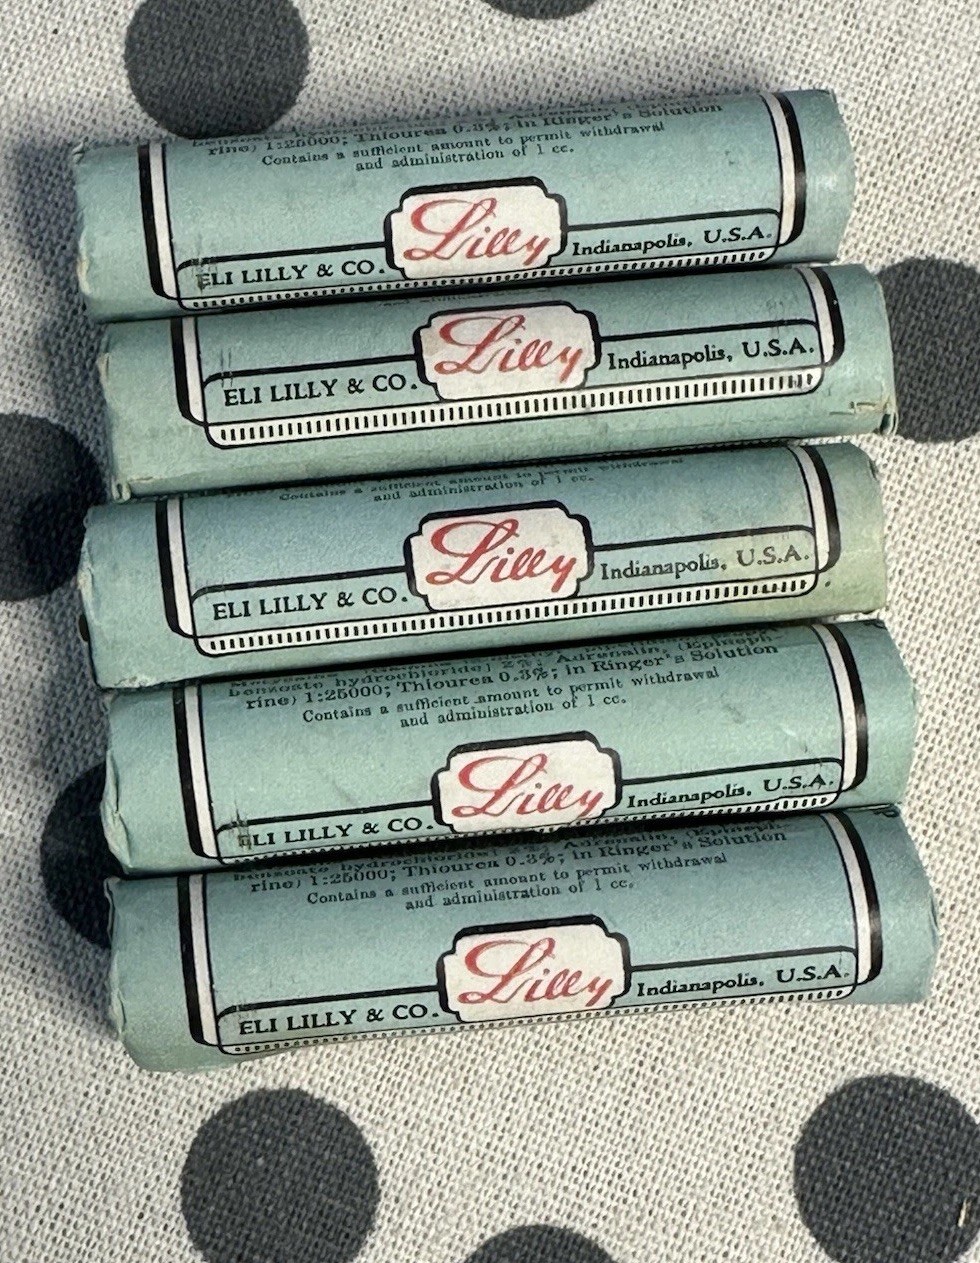 rine) 1:25000; Thiourea 0.3%; in Ringer's Solution
Contains a sufficient amount to permit withdrawal
and administration of 1 cc.
Lilly
ELI LILLY & CO. Indianapolis, U.S.A.
Lilly
ELI LILLY & CO. Indianapolis, U.S.A.
Contains a sufficient amount to permit withdrawal
and administration of 1 cc.
Lilly
ELI LILLY & CO. Indianapolis, U.S.A.
benzoate hydrochloride) 2%; Adrenalin, (Epineph-
rine) 1:25000; Thiourea 0.3%; in Ringer's Solution
Contains a sufficient amount to permit withdrawal
and administration of 1 cc.
Lilly
ELI LILLY & CO. Indianapolis, U.S.A.
benzoate hydrochloride) 2%; Adrenalin, (Epineph-
rine) 1:25000; Thiourea 0.3%; in Ringer's Solution
Contains a sufficient amount to permit withdrawal
and administration of 1 cc.
Lilly
ELI LILLY & CO. Indianapolis, U.S.A.